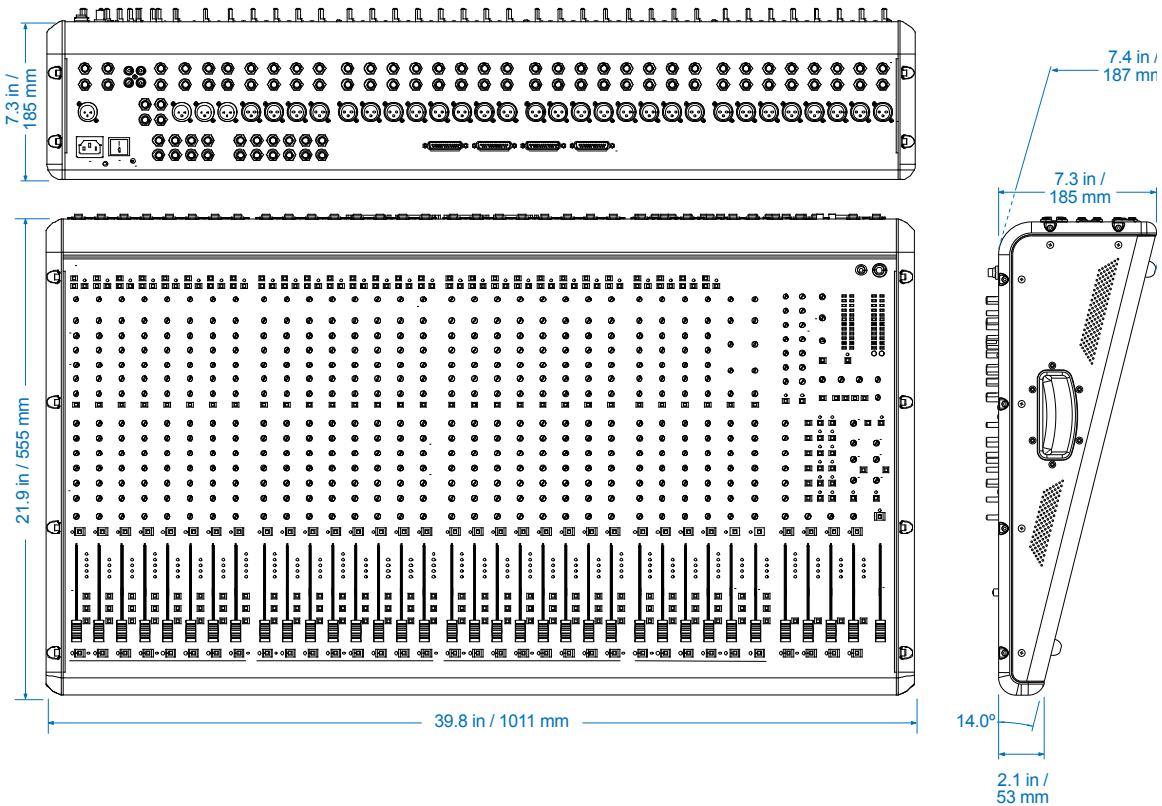 7.3 in /
185 mm
7.4 in /
187 mm
7.3 in /
185 mm
21.9 in / 555 mm
39.8 in / 1011 mm
14.0º
2.1 in /
53 mm